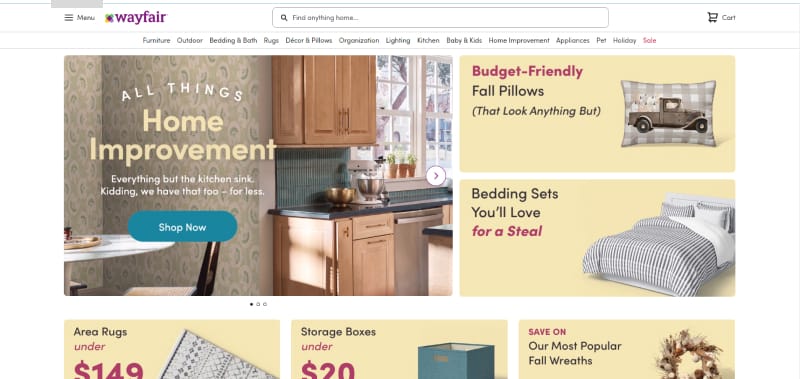 Menu
wayfair
Find anything home...
Cart
Furniture Outdoor Bedding & Bath Rugs Décor & Pillows Organization Lighting Kitchen Baby & Kids Home Improvement Appliances Pet Holiday Sale
ALL THINGS
Home
Improvement
Everything but the kitchen sink.
Kidding, we have that too – for less.
Shop Now
Budget-Friendly
Fall Pillows
(That Look Anything But)
Bedding Sets
You'll Love
for a Steal
Area Rugs
under
$149
Storage Boxes
under
$20
SAVE ON
Our Most Popular
Fall Wreaths